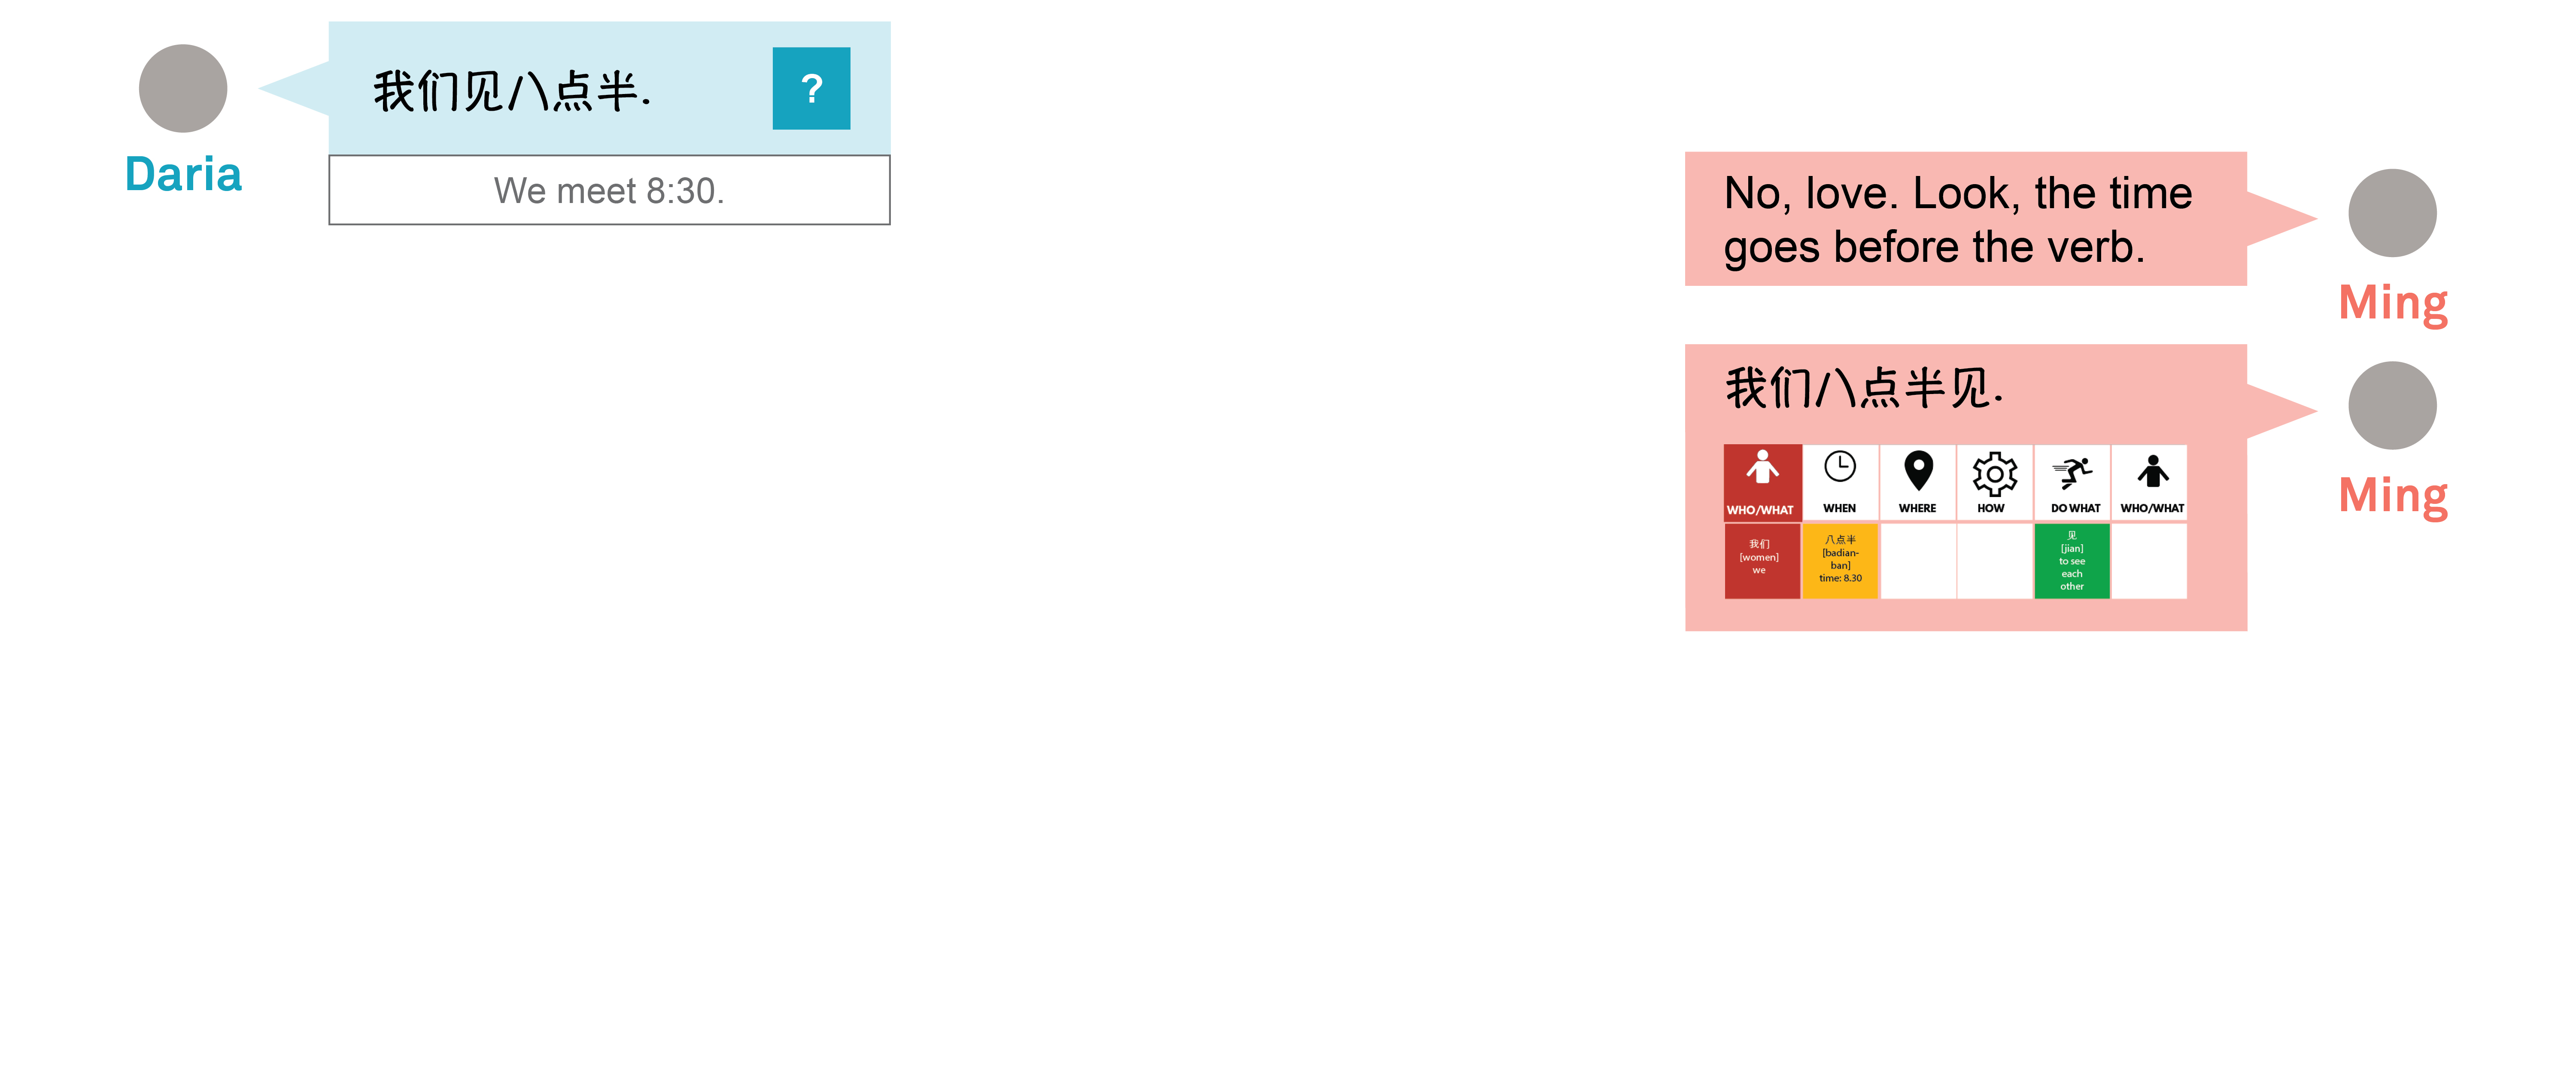 我们见八点半.
?
Daria
We meet 8:30.
No, love. Look, the time
goes before the verb.
Ming
我们八点半见.
WHO/WHAT
WHEN
WHERE
HOW
DO WHAT
WHO/WHAT
我们
[women]
we
八点半
[badian-
ban]
time: 8.30
见
[jian]
to see
each
other
Ming